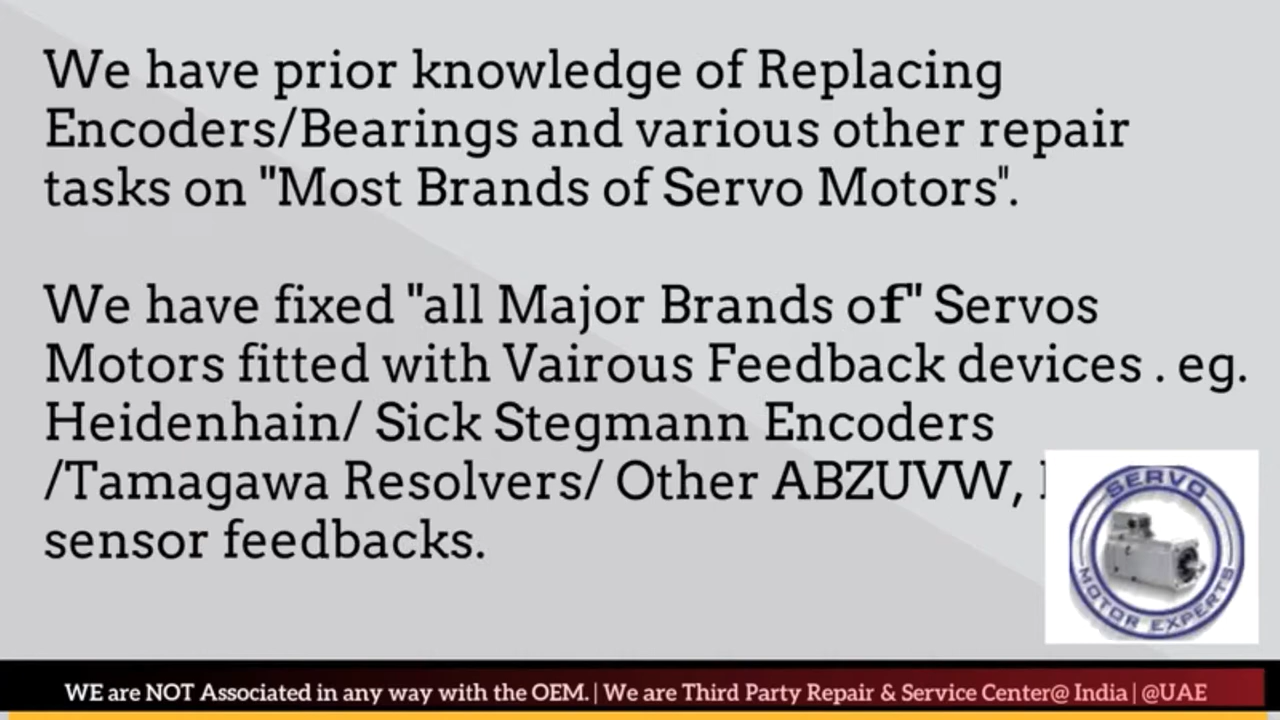 We have prior knowledge of Replacing
Encoders/Bearings and various other repair
tasks on "Most Brands of Servo Motors".
We have fixed "all Major Brands of" Servos
Motors fitted with Vairous Feedback devices . eg.
Heidenhain/ Sick Stegmann Encoders
/Tamagawa Resolvers/ Other ABZUVW,
sensor feedbacks.
SERVO
MOTOR EXPERTS
WE are NOT Associated in any way with the OEM. | We are Third Party Repair & Service Center@ India | @UAE